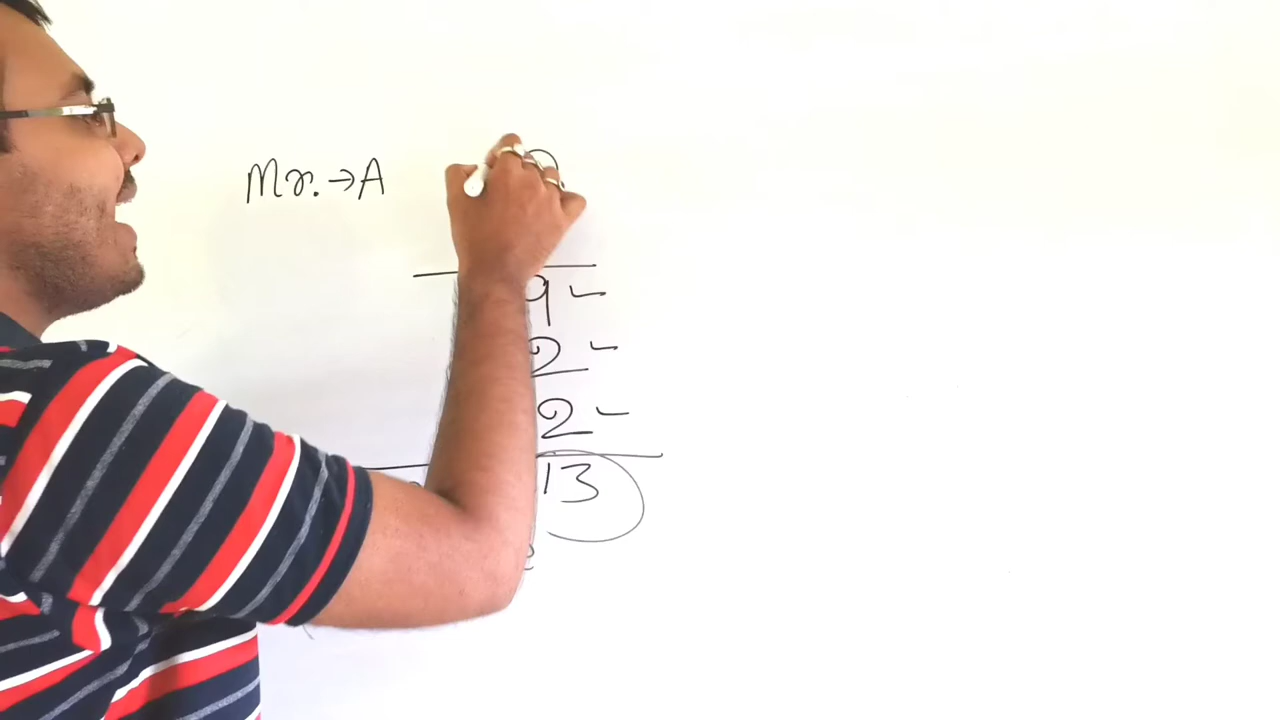 Mr. → A
9 -
2 -
2 -
13